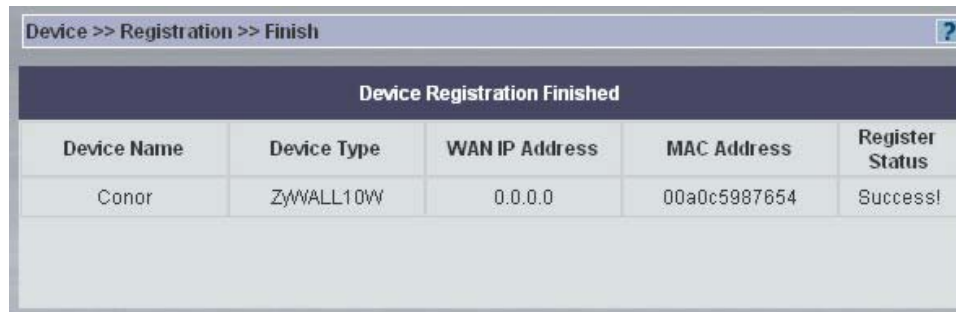 Device >> Registration >> Finish
?
Device Registration Finished
Device Name Device Type WAN IP Address MAC Address Register Status
Conor ZyWALL10W 0.0.0.0 00a0c5987654 Success!